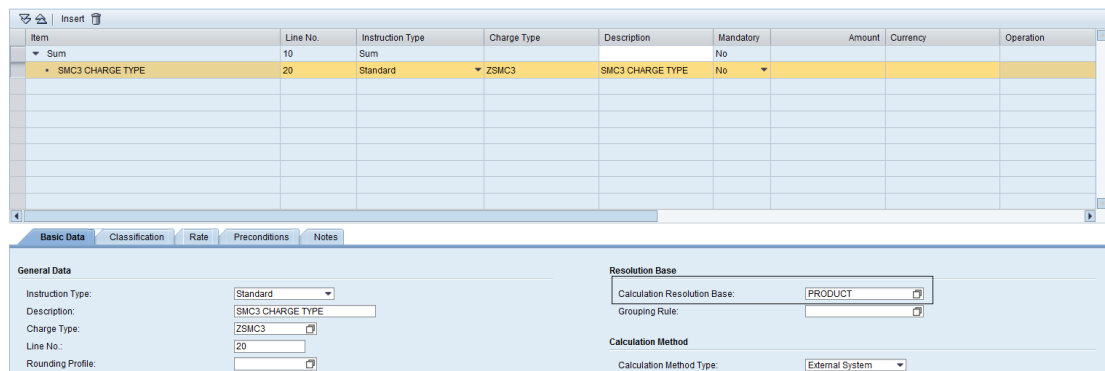 Insert
Item Line No. Instruction Type Charge Type Description Mandatory Amount Currency Operation
Sum 10 Sum No
SMC3 CHARGE TYPE 20 Standard ZSMC3 SMC3 CHARGE TYPE No
Basic Data Classification Rate Preconditions Notes
General Data
Instruction Type: Standard
Description: SMC3 CHARGE TYPE
Charge Type: ZSMC3
Line No.: 20
Rounding Profile:
Resolution Base
Calculation Resolution Base: PRODUCT
Grouping Rule:
Calculation Method
Calculation Method Type: External System